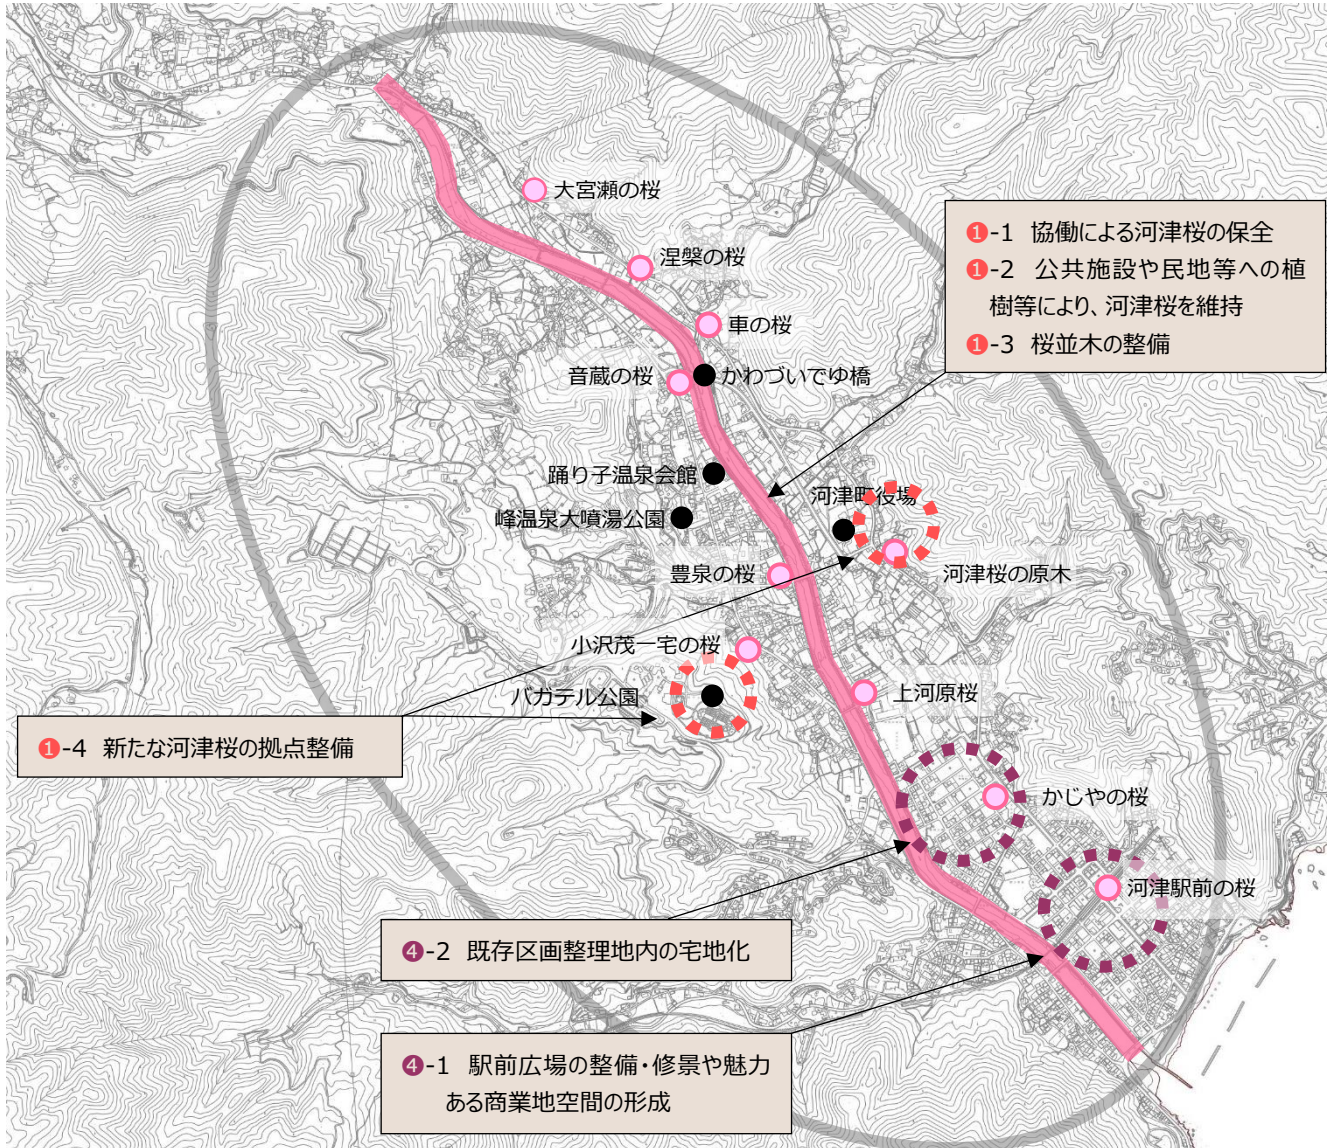 大宮瀬の桜
涅槃の桜
❶-1 協働による河津桜の保全
❶-2 公共施設や民地等への植
樹等により、河津桜を維持
❶-3 桜並木の整備
車の桜
音蔵の桜
かわづいでゆ橋
踊り子温泉会館
河津町役場
峰温泉大噴湯公園
豊泉の桜
河津桜の原木
小沢茂一宅の桜
バガテル公園
上河原桜
❶-4 新たな河津桜の拠点整備
かじやの桜
河津駅前の桜
❹-2 既存区画整理地内の宅地化
❹-1 駅前広場の整備・修景や魅力
ある商業地空間の形成